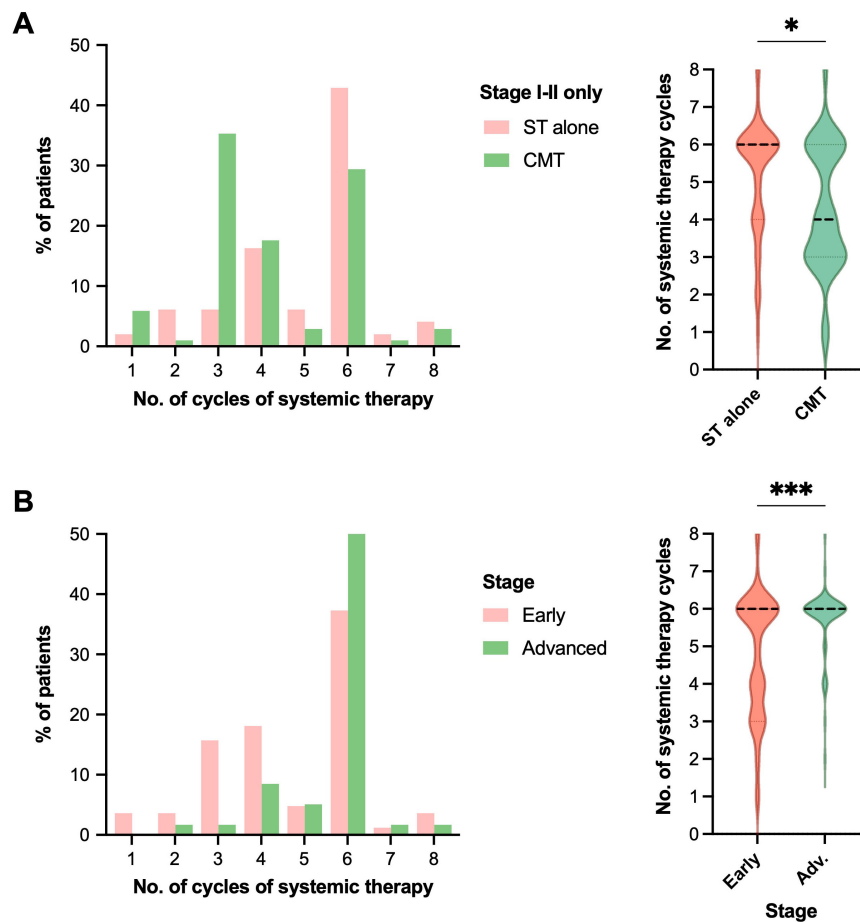 A
50
40
30
20
10
0
% of patients
1 2 3 4 5 6 7 8
No. of cycles of systemic therapy
Stage I-II only
ST alone
CMT
*
8
7
6
5
4
3
2
1
0
No. of systemic therapy cycles
ST alone
CMT
B
50
40
30
20
10
0
% of patients
1 2 3 4 5 6 7 8
No. of cycles of systemic therapy
Stage
Early
Advanced
***
8
7
6
5
4
3
2
1
0
No. of systemic therapy cycles
Early
Adv.
Stage